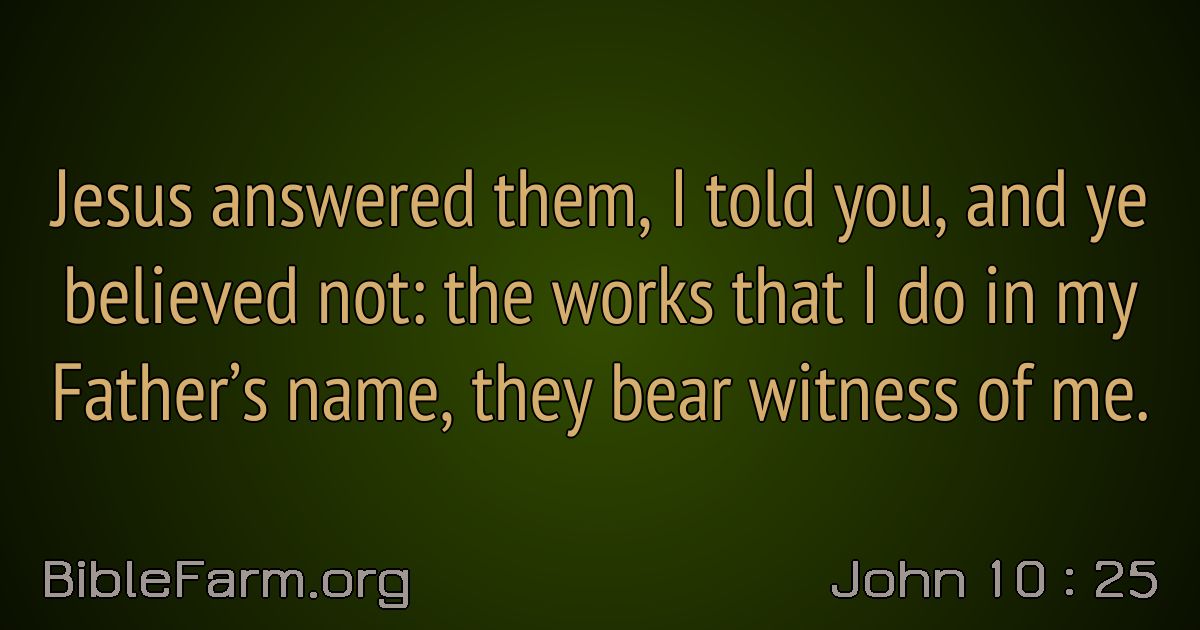 Jesus answered them, I told you, and ye
believed not: the works that I do in my
Father’s name, they bear witness of me.
BibleFarm.org
John 10 : 25